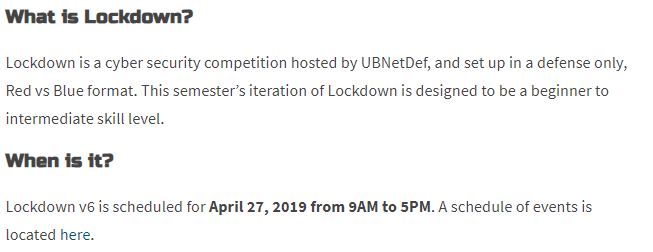 What is Lockdown?
Lockdown is a cyber security competition hosted by UBNetDef, and set up in a defense only,
Red vs Blue format. This semester’s iteration of Lockdown is designed to be a beginner to
intermediate skill level.
When is it?
Lockdown v6 is scheduled for April 27, 2019 from 9AM to 5PM. A schedule of events is
located here.